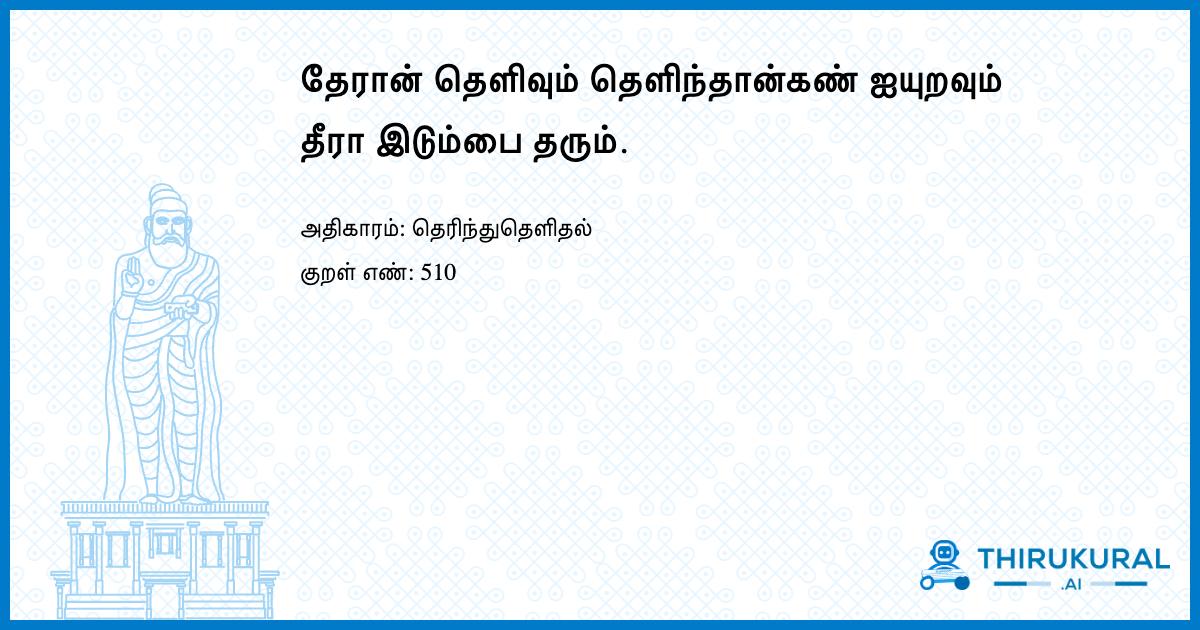 தேரான் தெளிவும் தெளிந்தான்கண் ஐயுறவும்
தீரா இடும்பை தரும்.
அதிகாரம்: தெரிந்துதெளிதல்
குறள் எண்: 510
THIRUKURAL
.AI